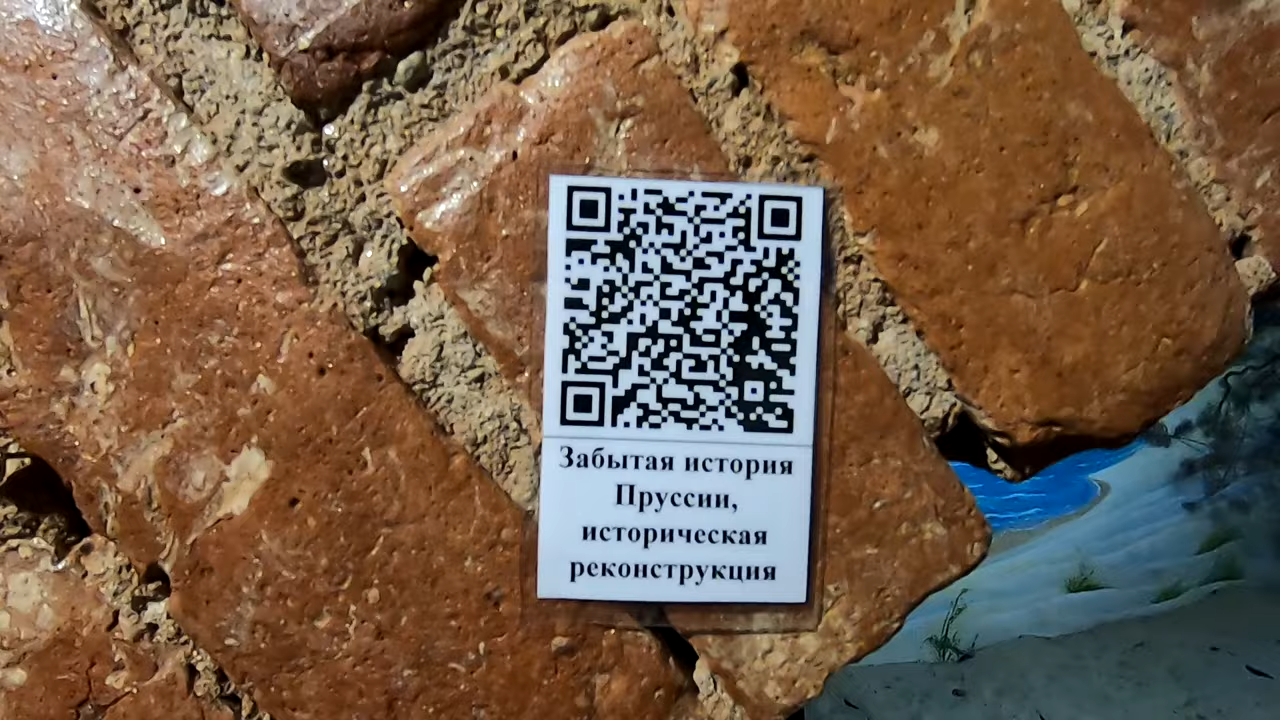 Забытая история
Пруссии,
историческая
реконструкция